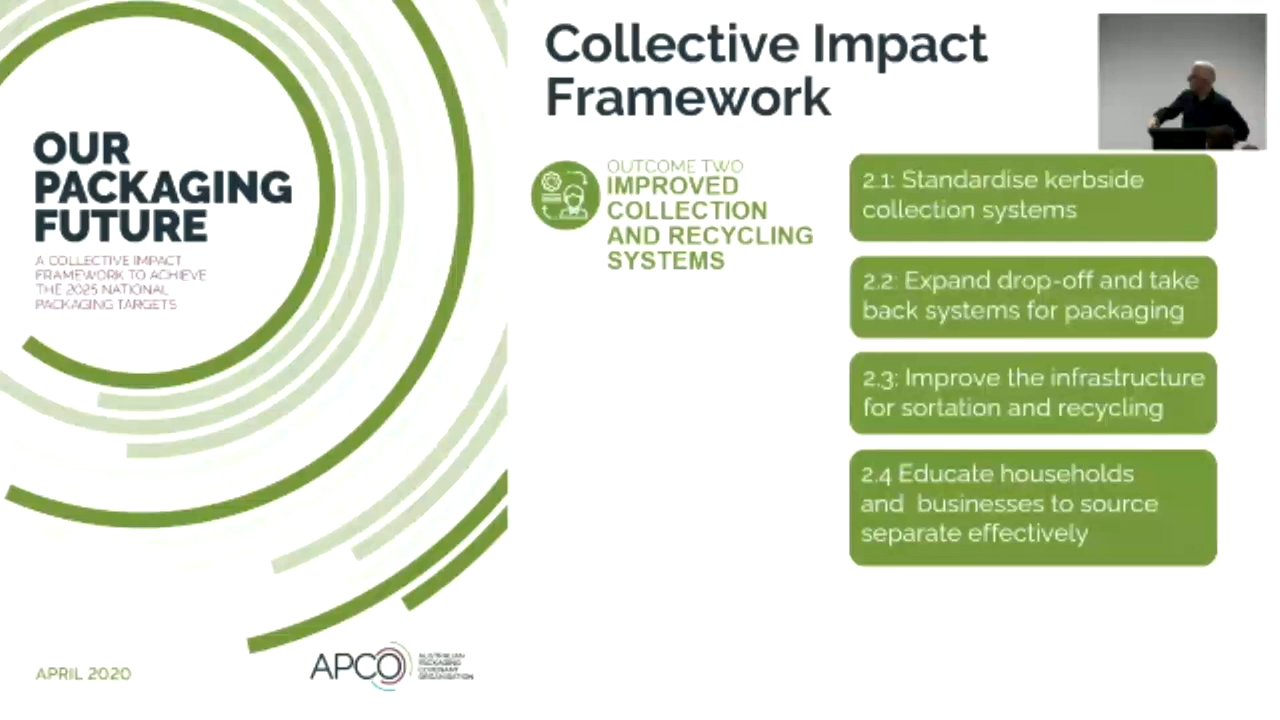 OUR
PACKAGING
FUTURE
A COLLECTIVE IMPACT
FRAMEWORK TO ACHIEVE
THE 2025 NATIONAL
PACKAGING TARGETS
APRIL 2020
APCO
AUSTRALIAN
PACKAGING
COVENANT
ORGANISATION
Collective Impact
Framework
OUTCOME TWO
IMPROVED
COLLECTION
AND RECYCLING
SYSTEMS
2.1: Standardise kerbside
collection systems
2.2: Expand drop-off and take
back systems for packaging
2.3: Improve the infrastructure
for sortation and recycling
2.4 Educate households
and businesses to source
separate effectively